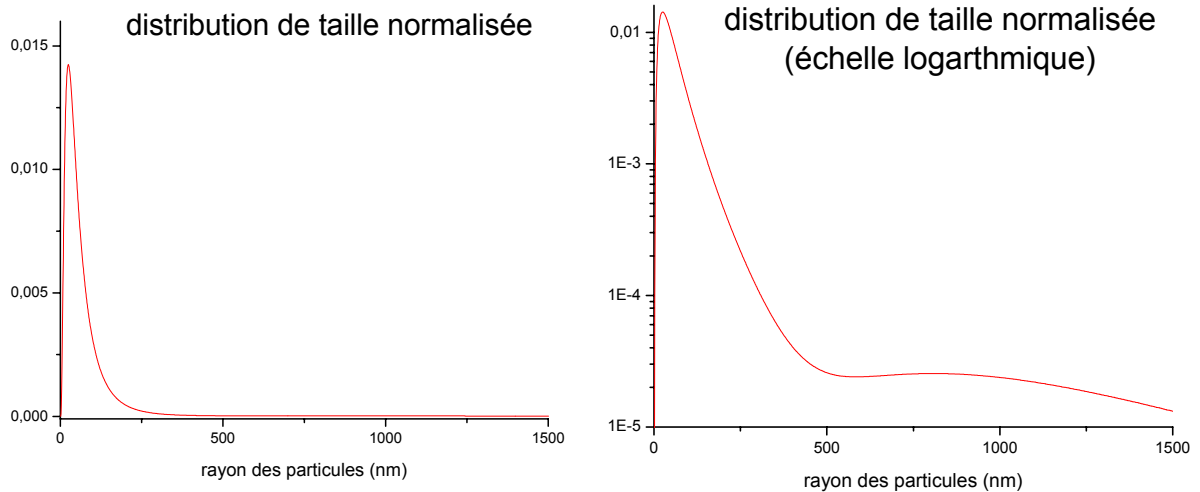 distribution de taille normalisée
0,015
0,010
0,005
0,000
0
500
1000
1500
rayon des particules (nm)
distribution de taille normalisée
(échelle logarthmique)
0,01
1E-3
1E-4
1E-5
0
500
1000
1500
rayon des particules (nm)